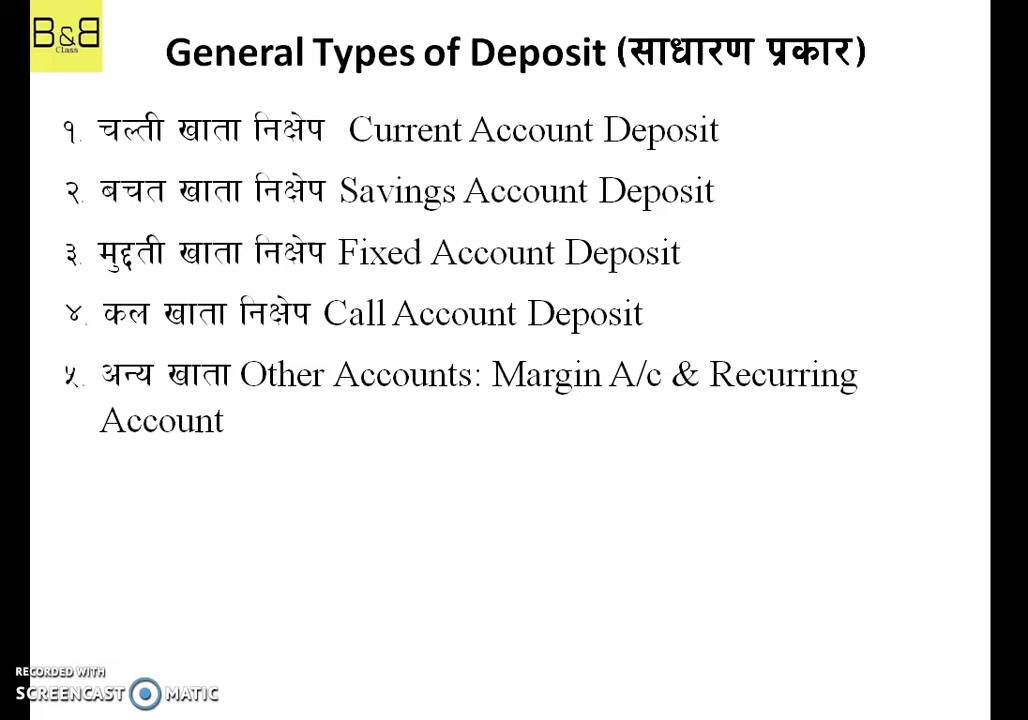 B&B
Class
General Types of Deposit (साधारण प्रकार)
१. चल्ती खाता निक्षेप Current Account Deposit
२. बचत खाता निक्षेप Savings Account Deposit
३. मुद्दती खाता निक्षेप Fixed Account Deposit
४. कल खाता निक्षेप Call Account Deposit
५. अन्य खाता Other Accounts: Margin A/c & Recurring
Account
RECORDED WITH
SCREENCAST MATIC